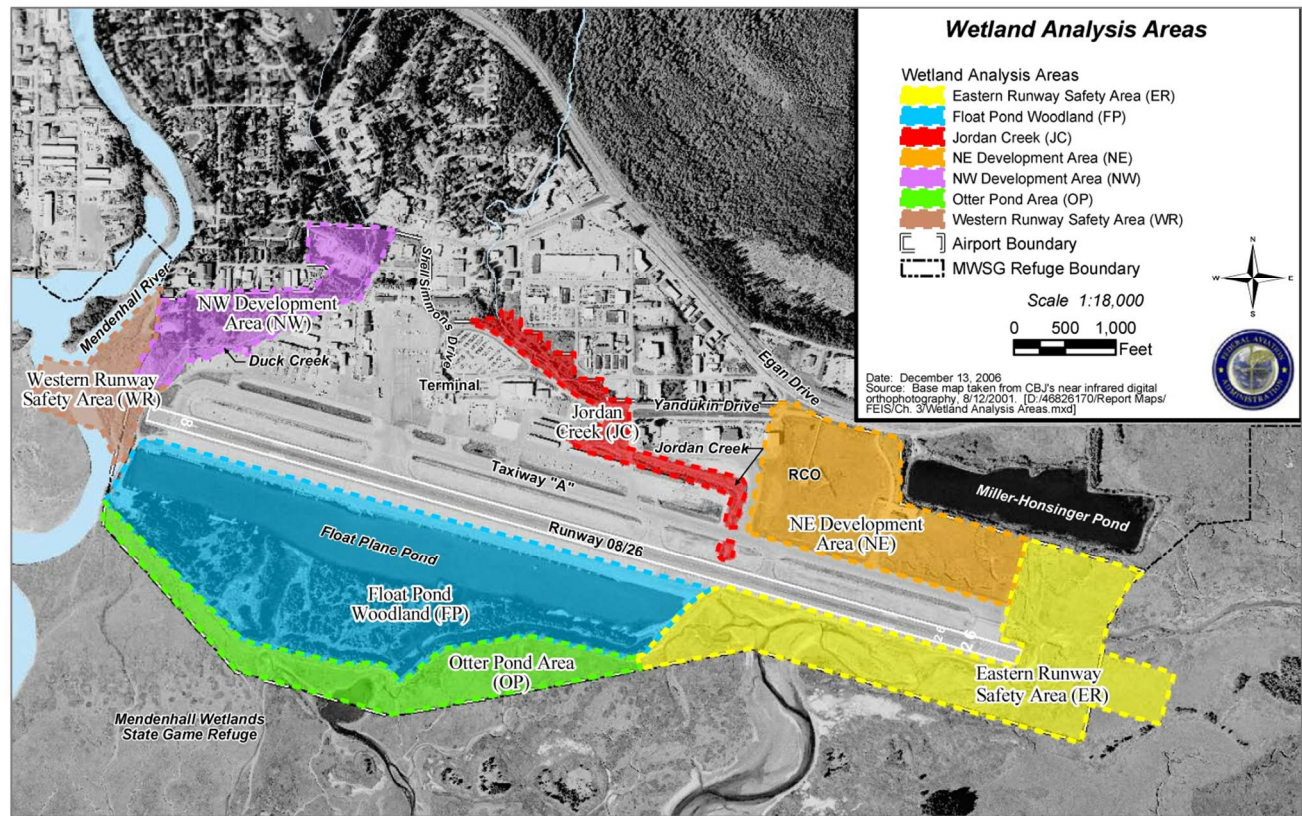 Wetland Analysis Areas
Wetland Analysis Areas
Eastern Runway Safety Area (ER)
Float Pond Woodland (FP)
Jordan Creek (JC)
NE Development Area (NE)
NW Development Area (NW)
Otter Pond Area (OP)
Western Runway Safety Area (WR)
Airport Boundary
MWSG Refuge Boundary
N
W
E
S
Scale 1:18,000
0 500 1,000
Feet
FEDERAL AVIATION
ADMINISTRATION
Date: December 13, 2006
Source: Base map taken from CBJ's near infrared digital
orthophotography, 8/12/2001. [D:/46826170/Report Maps/
FEIS/Ch. 3/Wetland Analysis Areas.mxd]
Mendenhall River
NW Development
Area (NW)
Shell Simmons Drive
Duck Creek
Western Runway
Safety Area (WR)
Terminal
Egan Drive
Yandukin Drive
Jordan
Creek (JC)
Jordan Creek
8
Taxiway "A"
RCO
Miller-Honsinger Pond
NE Development
Area (NE)
Runway 08/26
Float Plane Pond
Float Pond
Woodland (FP)
26
26
Otter Pond Area
(OP)
Eastern Runway
Safety Area (ER)
Mendenhall Wetlands
State Game Refuge